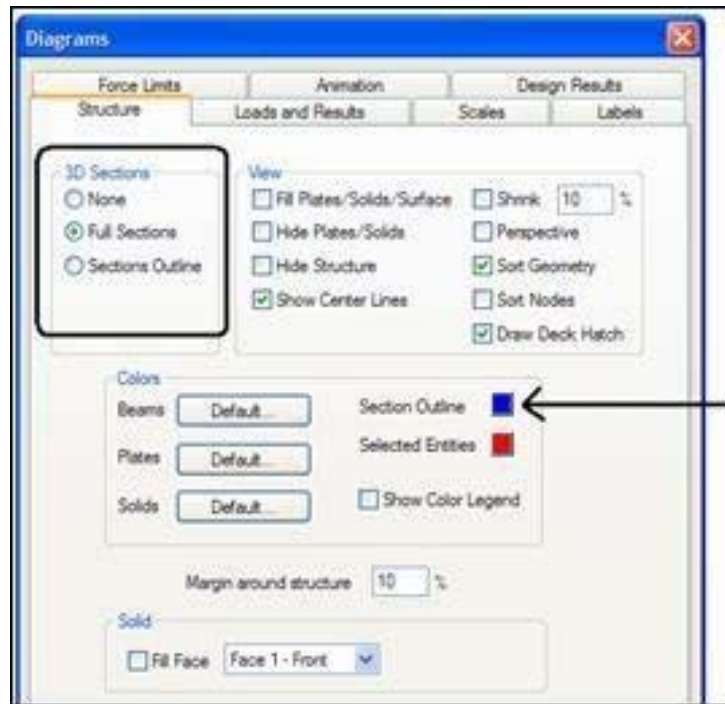 Diagrams
Force Limits Animation Design Results
Structure Loads and Results Scales Labels
3D Sections
None
Full Sections
Sections Outline
View
Fill Plates/Solids/Surface
Hide Plates/Solids
Hide Structure
Show Center Lines
Shrink 10 %
Perspective
Sort Geometry
Sort Nodes
Draw Deck Hatch
Colors
Beams Default...
Plates Default...
Solids Default...
Section Outline
Selected Entities
Show Color Legend
Margin around structure 10 %
Solid
Fill Face Face 1 - Front